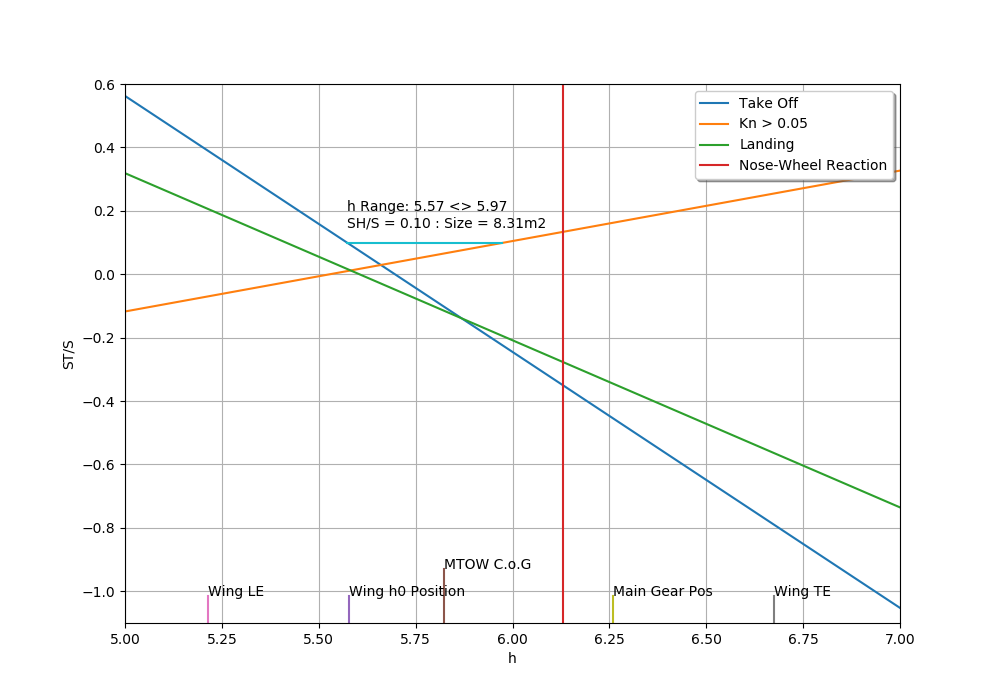 0.6
0.4
0.2
0.0
−0.2
−0.4
−0.6
−0.8
−1.0
ST/S
Take Off
Kn > 0.05
Landing
Nose-Wheel Reaction
h Range: 5.57 <> 5.97
SH/S = 0.10 : Size = 8.31m2
MTOW C.o.G
Wing LE
Wing h0 Position
Main Gear Pos
Wing TE
5.00
5.25
5.50
5.75
6.00
6.25
6.50
6.75
7.00
h